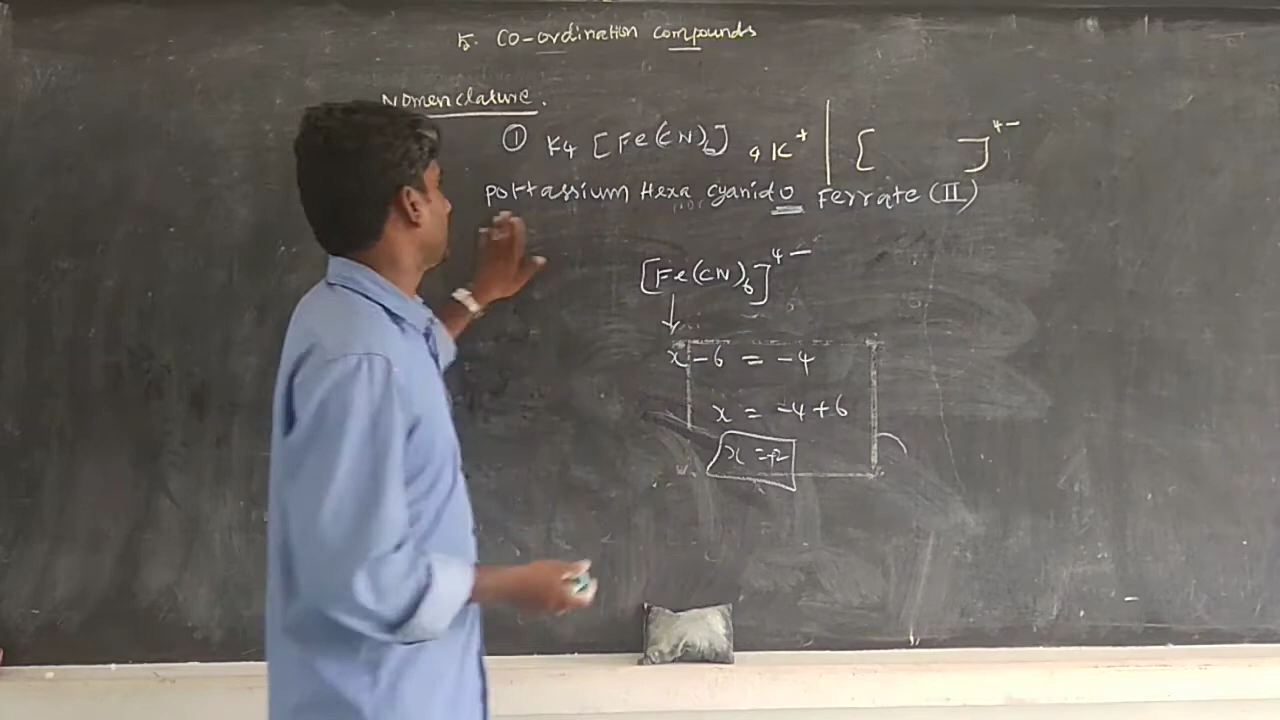 5. Co-ordination compounds
Nomenclature.
① K4 [Fe(CN)6] , 4K+ | [ ]4-
pottassium Hexa cyanido Ferrate (II)
[Fe(CN)6]4-
↓
x - 6 = -4
x = -4+6
x = +2